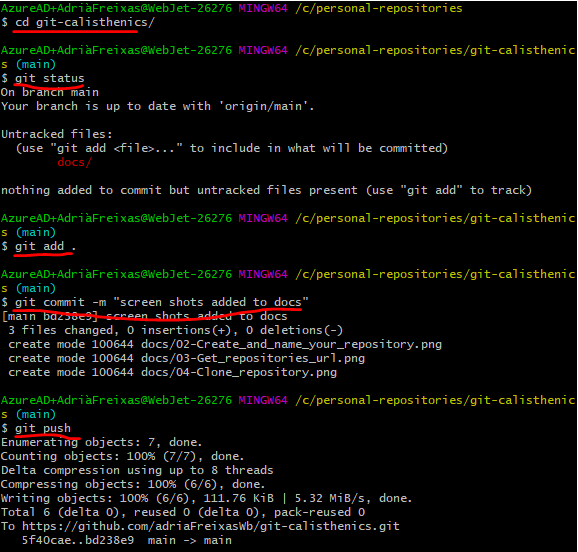 AzureAD+AdriàFreixas@WebJet-26276 MINGW64 /c/personal-repositories
$ cd git-calisthenics/
AzureAD+AdriàFreixas@WebJet-26276 MINGW64 /c/personal-repositories/git-calisthenic
s (main)
$ git status
On branch main
Your branch is up to date with 'origin/main'.
Untracked files:
  (use "git add <file>..." to include in what will be committed)
        docs/
nothing added to commit but untracked files present (use "git add" to track)
AzureAD+AdriàFreixas@WebJet-26276 MINGW64 /c/personal-repositories/git-calisthenic
s (main)
$ git add .
AzureAD+AdriàFreixas@WebJet-26276 MINGW64 /c/personal-repositories/git-calisthenic
s (main)
$ git commit -m "screen shots added to docs"
[main bd238e9] screen shots added to docs
 3 files changed, 0 insertions(+), 0 deletions(-)
 create mode 100644 docs/02-Create_and_name_your_repository.png
 create mode 100644 docs/03-Get_repositories_url.png
 create mode 100644 docs/04-Clone_repository.png
AzureAD+AdriàFreixas@WebJet-26276 MINGW64 /c/personal-repositories/git-calisthenic
s (main)
$ git push
Enumerating objects: 7, done.
Counting objects: 100% (7/7), done.
Delta compression using up to 8 threads
Compressing objects: 100% (6/6), done.
Writing objects: 100% (6/6), 111.76 KiB | 5.32 MiB/s, done.
Total 6 (delta 0), reused 0 (delta 0), pack-reused 0
To https://github.com/adriaFreixasWb/git-calisthenics.git
   5f40cae..bd238e9  main -> main